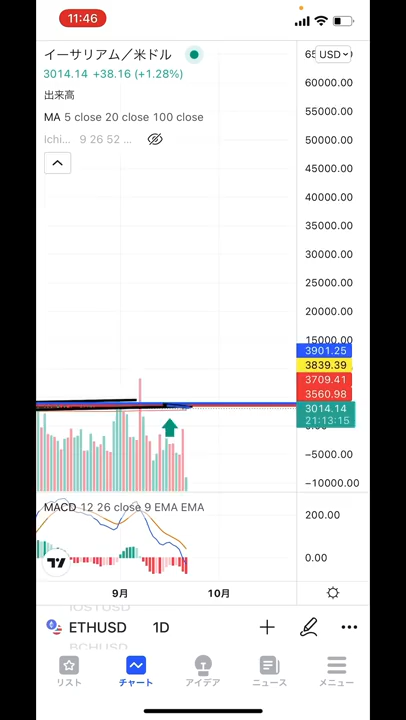 11:46
イーサリアム／米ドル
3014.14 +38.16 (+1.28%)
出来高
MA 5 close 20 close 100 close
Ichi... 9 26 52 ...
USD
60000.00
55000.00
50000.00
45000.00
40000.00
35000.00
30000.00
25000.00
20000.00
15000.00
3901.25
3839.39
3709.41
3560.98
3014.14
21:13:15
-5000.00
-10000.00
MACD 12 26 close 9 EMA EMA
200.00
0.00
9月
10月
ETHUSD 1D
BCHUSD
リスト
チャート
アイデア
ニュース
メニュー